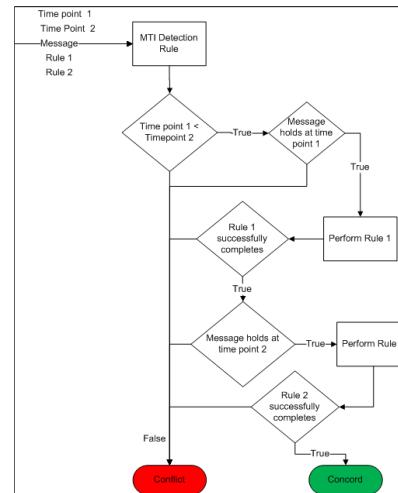 Time point 1
Time Point 2
Message
Rule 1
Rule 2
MTI Detection
Rule
Time point 1 <
Timepoint 2
True
Message
holds at time
point 1
True
Rule 1
successfully
completes
Perform Rule 1
True
Message holds at
time point 2
True
Perform Rule
Rule 2
successfully
completes
False
True
Conflict
Concord